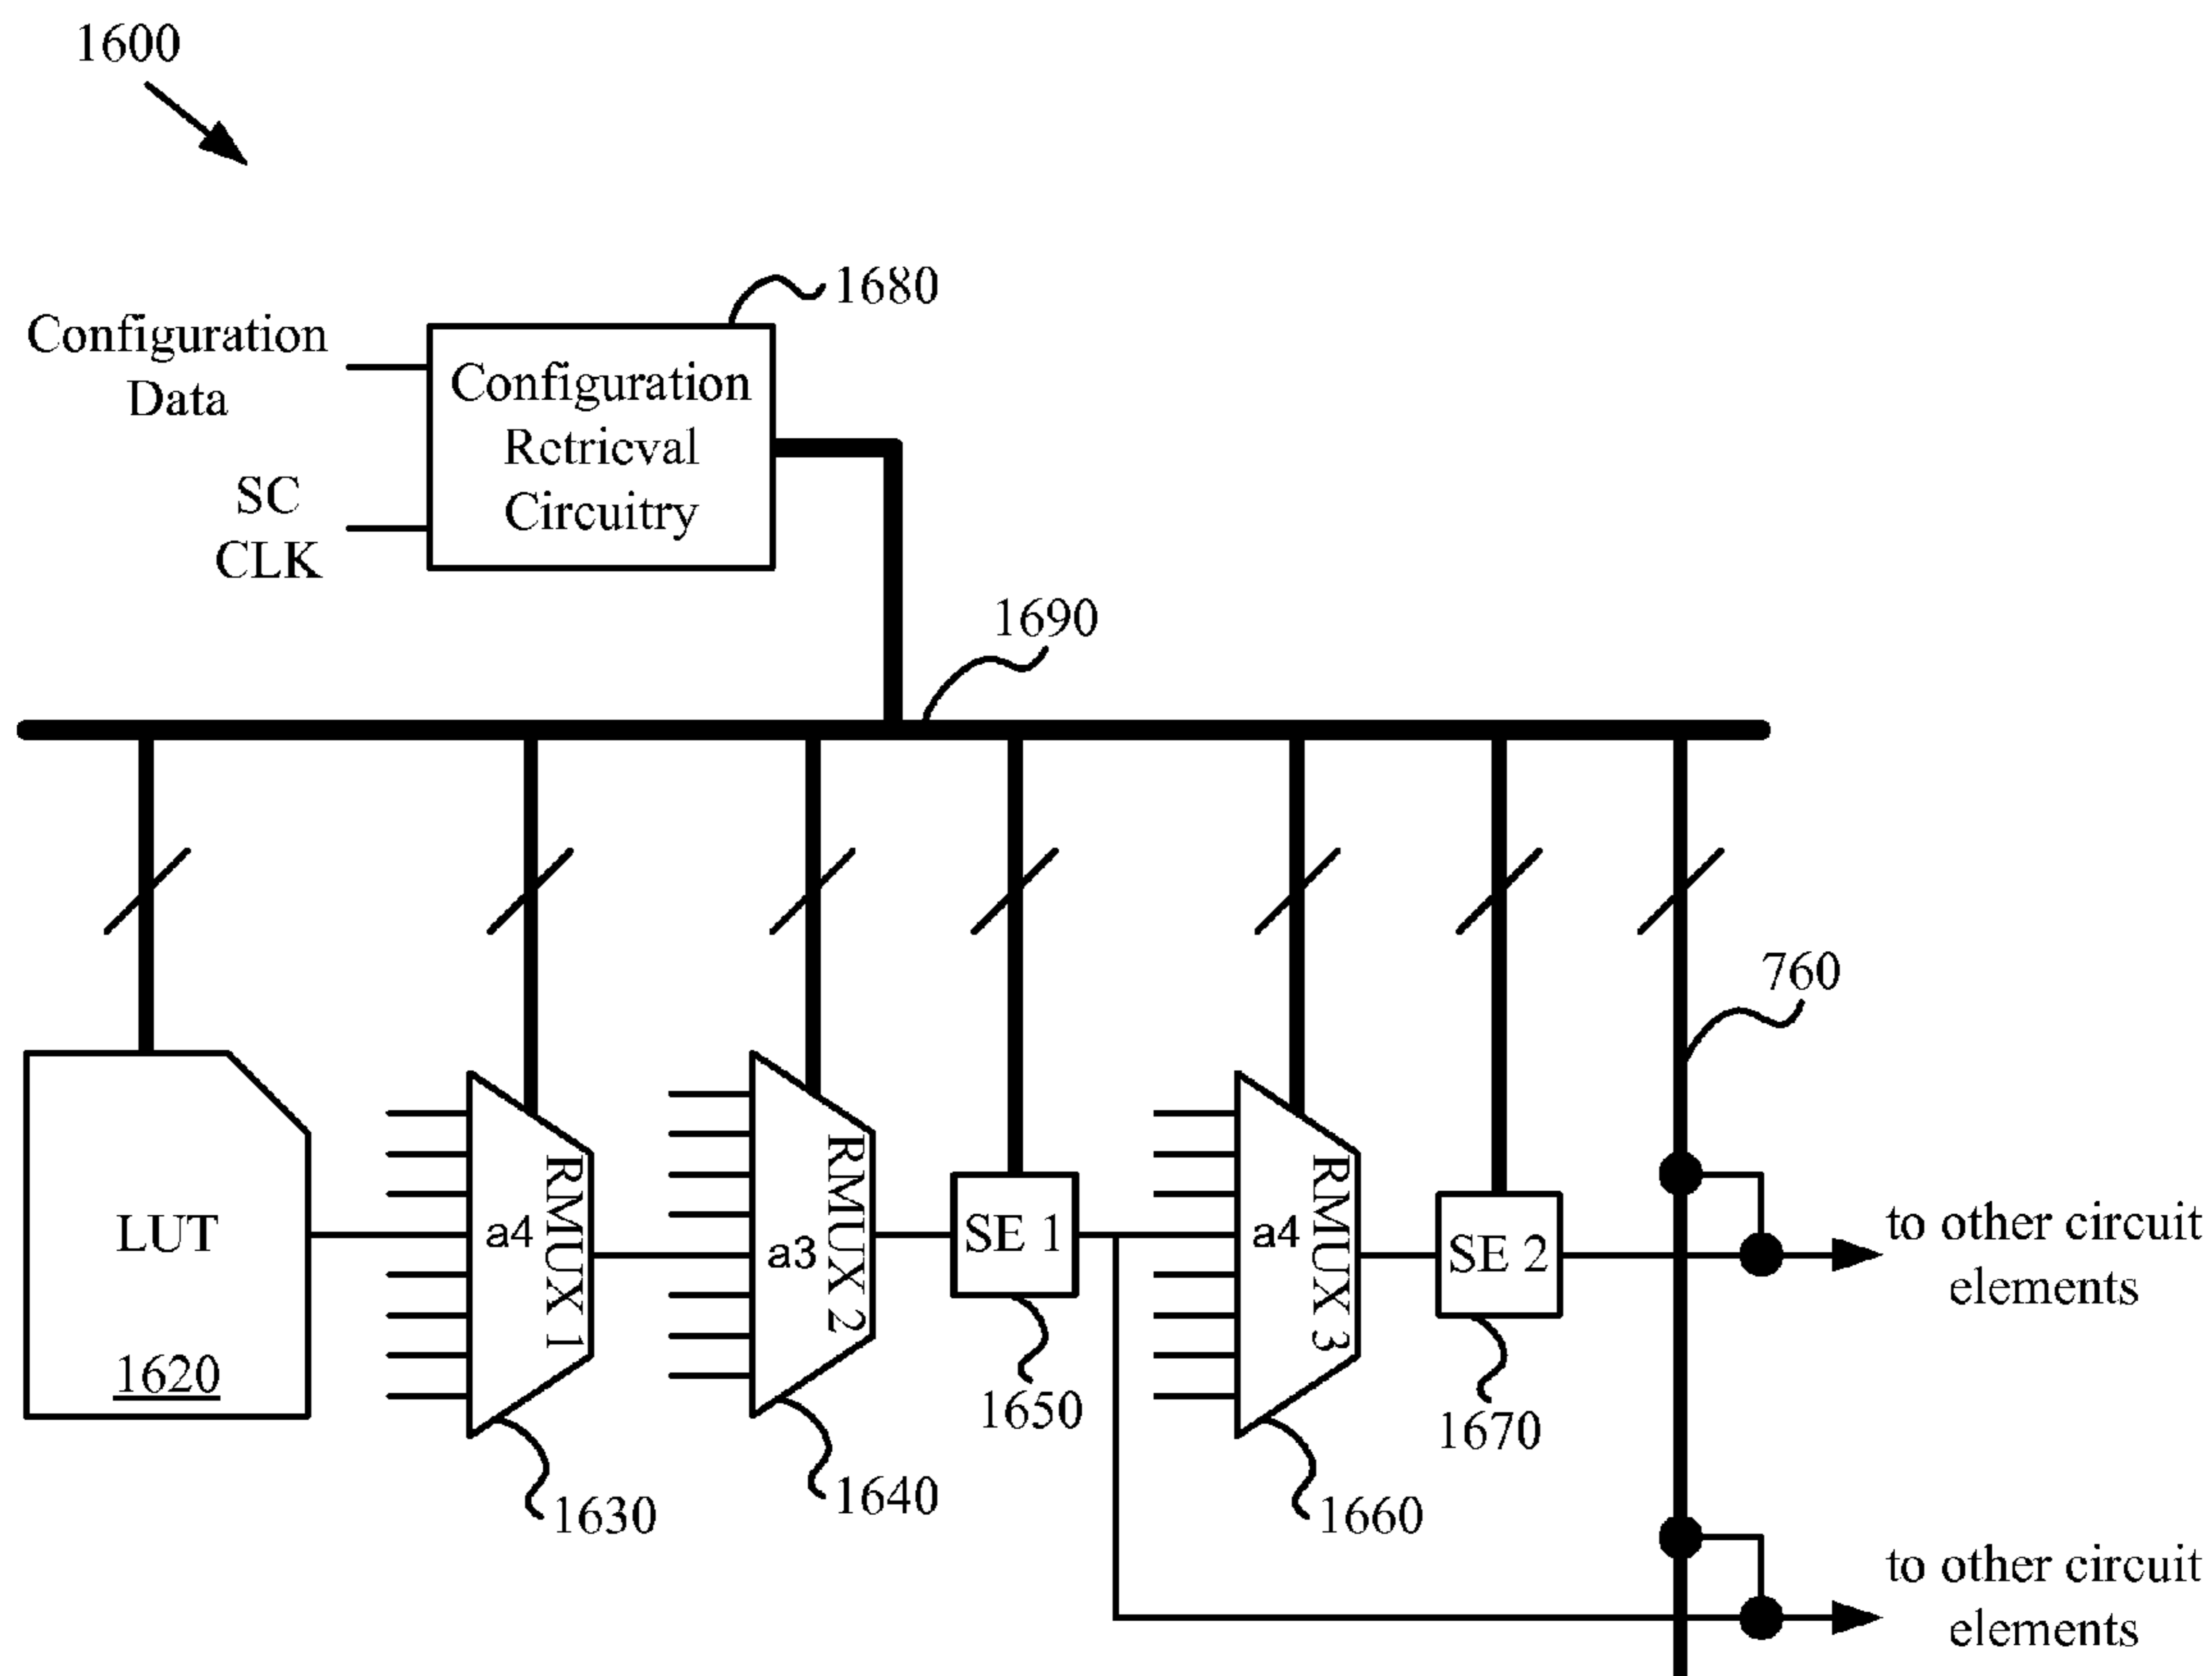 1600
1680
Configuration
Data
Configuration
Retrieval
Circuitry
SC
CLK
1690
760
LUT
1620
a4
RMUX 1
1630
a3
RMUX 2
1640
SE 1
1650
a4
RMUX 3
1660
SE 2
1670
to other circuit
elements
to other circuit
elements